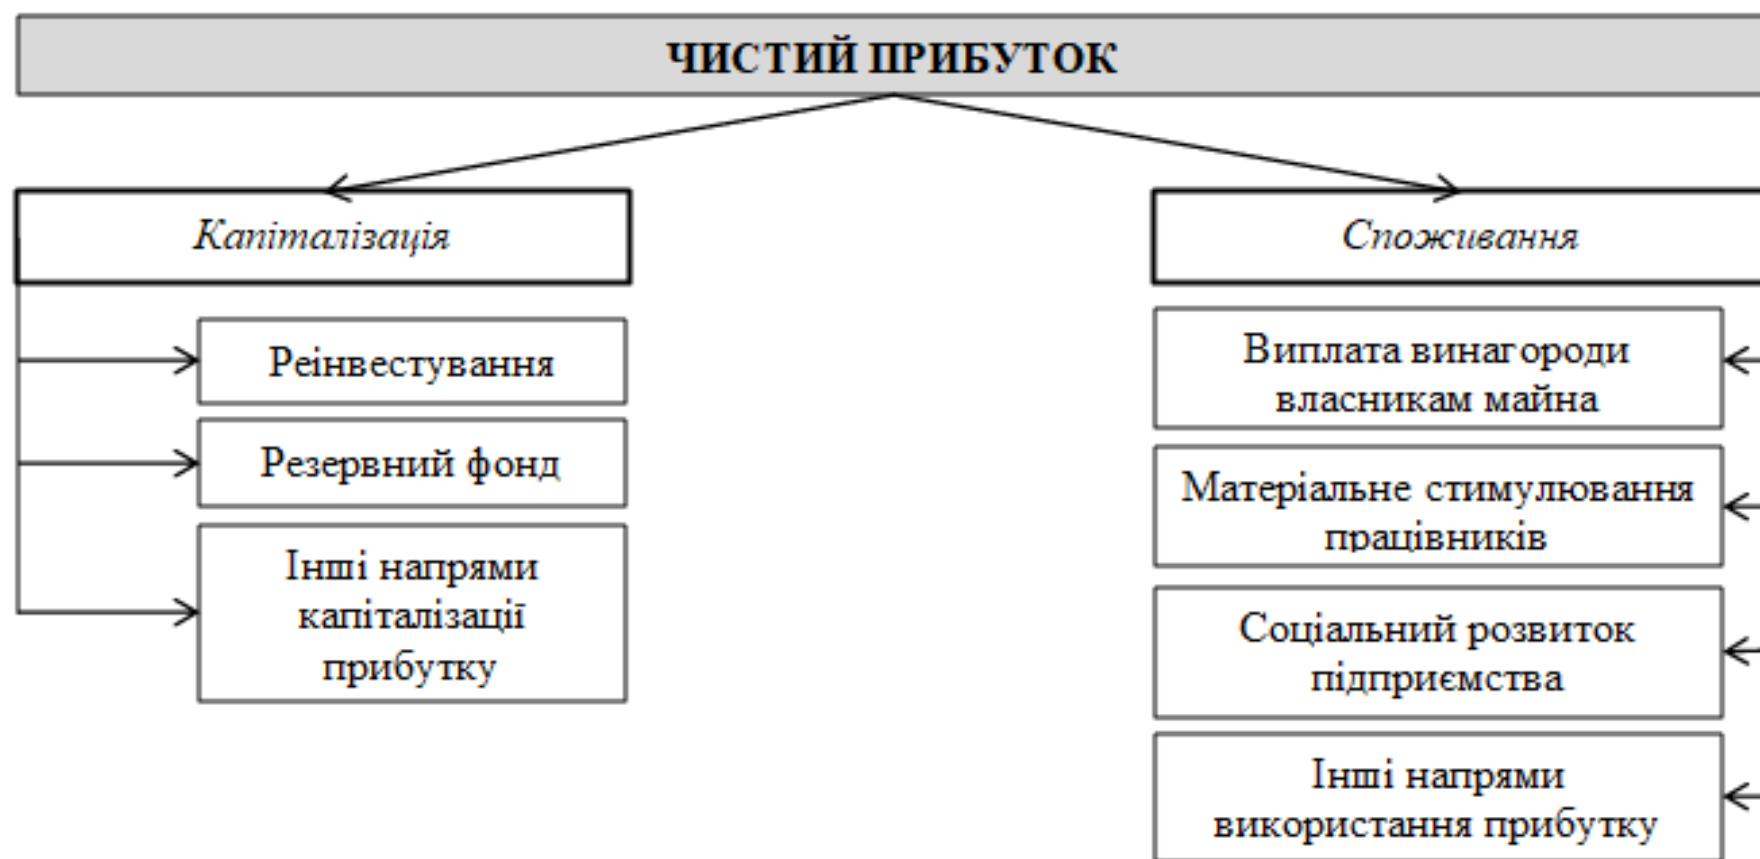 ЧИСТИЙ ПРИБУТОК
Капіталізація
Реінвестування
Резервний фонд
Інші напрями
капіталізації
прибутку
Споживання
Виплата винагороди
власникам майна
Матеріальне стимулювання
працівників
Соціальний розвиток
підприємства
Інші напрями
використання прибутку